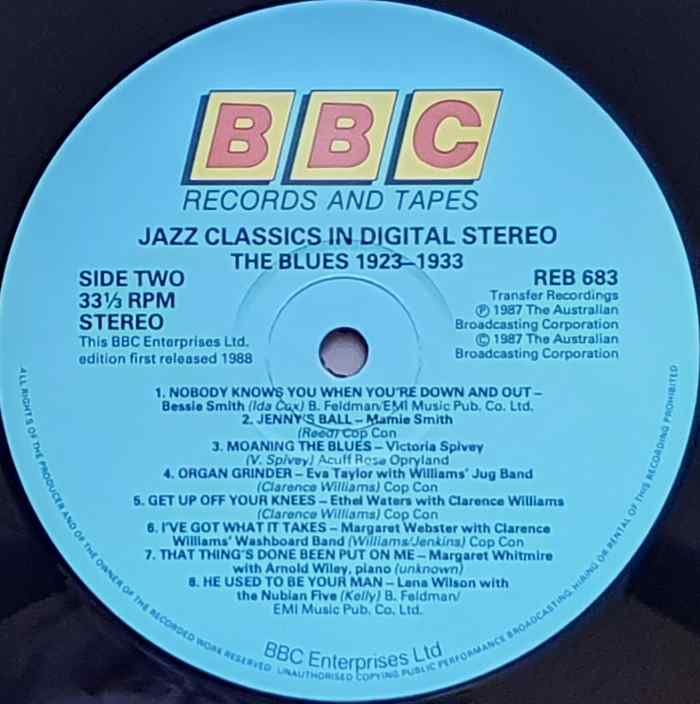 BBC
RECORDS AND TAPES
JAZZ CLASSICS IN DIGITAL STEREO
THE BLUES 1923–1933
SIDE TWO
33⅓ RPM
STEREO
This BBC Enterprises Ltd.
edition first released 1988
REB 683
Transfer Recordings
℗ 1987 The Australian
Broadcasting Corporation
© 1987 The Australian
Broadcasting Corporation
1. NOBODY KNOWS YOU WHEN YOU'RE DOWN AND OUT –
Bessie Smith (Ida Cox) B. Feldman/EMI Music Pub. Co. Ltd.
2. JENNY'S BALL – Mamie Smith
(Reed) Cop Con
3. MOANING THE BLUES – Victoria Spivey
(V. Spivey) Acuff Rose Opryland
4. ORGAN GRINDER – Eva Taylor with Williams' Jug Band
(Clarence Williams) Cop Con
5. GET UP OFF YOUR KNEES – Ethel Waters with Clarence Williams
(Clarence Williams) Cop Con
6. I'VE GOT WHAT IT TAKES – Margaret Webster with Clarence
Williams' Washboard Band (Williams/Jenkins) Cop Con
7. THAT THING'S DONE BEEN PUT ON ME – Margaret Whitmire
with Arnold Wiley, piano (unknown)
8. HE USED TO BE YOUR MAN – Lena Wilson with
the Nubian Five (Kelly) B. Feldman/
EMI Music Pub. Co. Ltd.
BBC Enterprises Ltd
ALL RIGHTS OF THE PRODUCER AND OF THE OWNER OF THE RECORDED WORK RESERVED. UNAUTHORISED COPYING PUBLIC PERFORMANCE BROADCASTING, HIRING OR RENTAL OF THIS RECORDING PROHIBITED